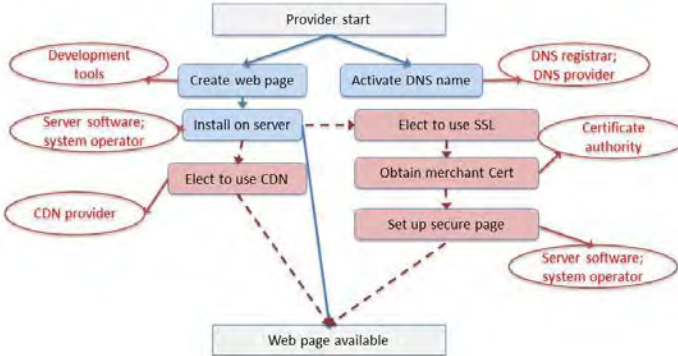 Provider start
Development
tools
Create web page
Activate DNS name
DNS registrar;
DNS provider
Server software;
system operator
Install on server
Elect to use SSL
Certificate
authority
Elect to use CDN
Obtain merchant Cert
CDN provider
Set up secure page
Server software;
system operator
Web page available